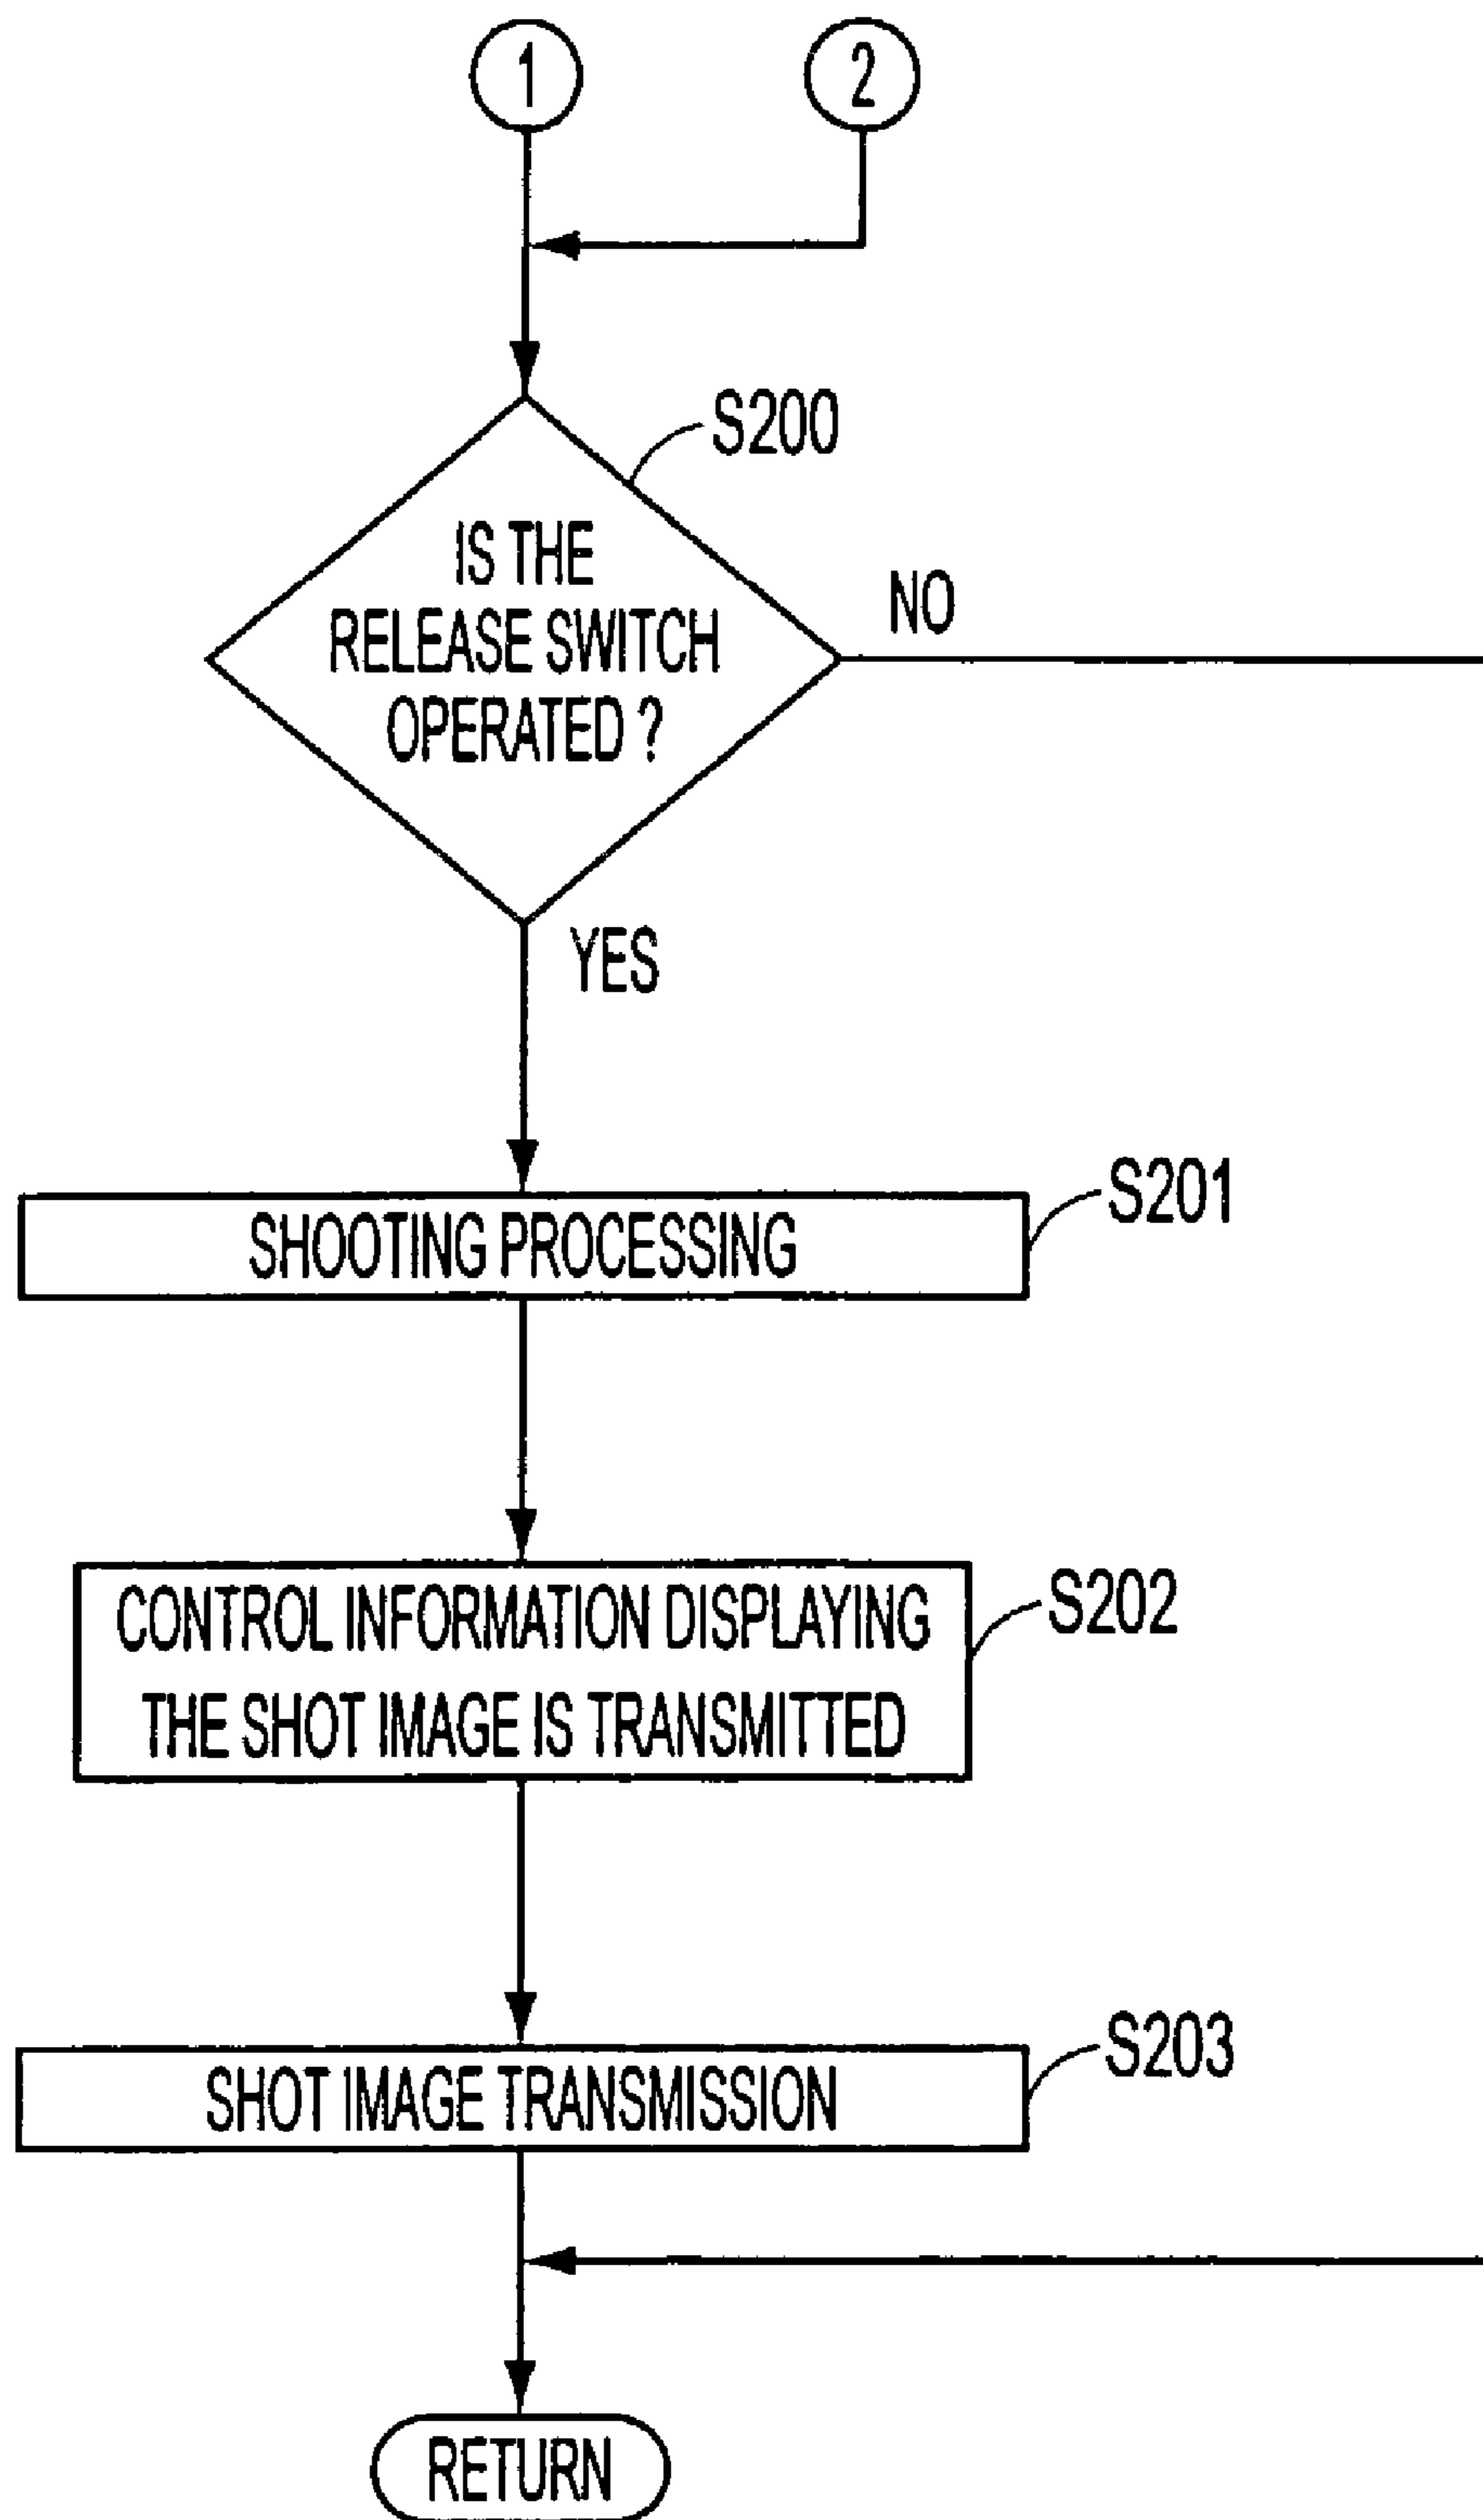 1
2
S200
IS THE
RELEASE SWITCH
OPERATED ?
NO
YES
S201
SHOOTING PROCESSING
S202
CONTROL INFORMATION DISPLAYING
THE SHOT IMAGE IS TRANSMITTED
S203
SHOT IMAGE TRANSMISSION
RETURN